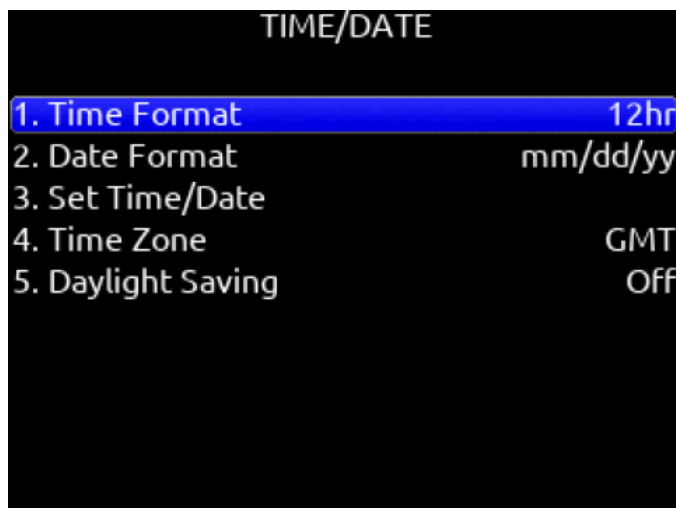 TIME/DATE
1. Time Format 12hr
2. Date Format mm/dd/yy
3. Set Time/Date
4. Time Zone GMT
5. Daylight Saving Off